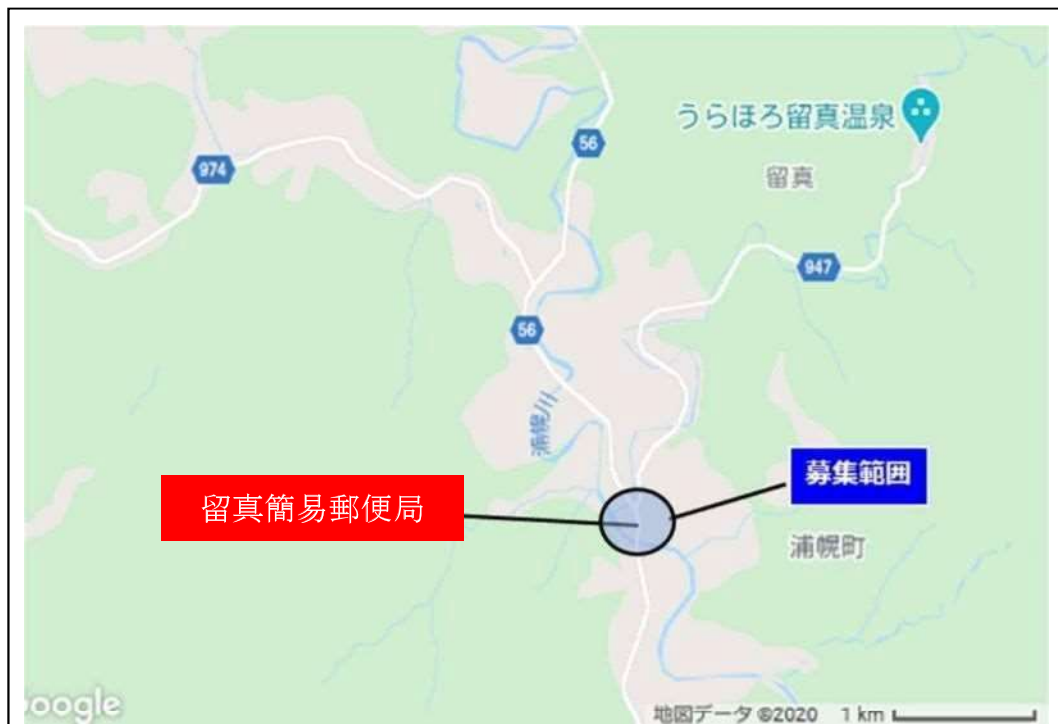 うらほろ留真温泉
56
974
留真
947
56
浦幌川
募集範囲
留真簡易郵便局
浦幌町
oogle
地図データ ©2020 1 km